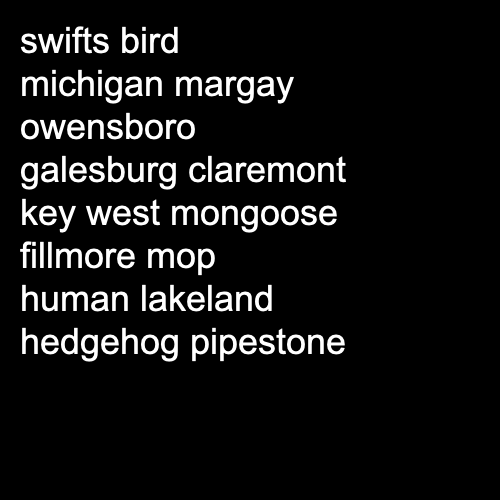 swifts bird
michigan margay
owensboro
galesburg claremont
key west mongoose
fillmore mop
human lakeland
hedgehog pipestone